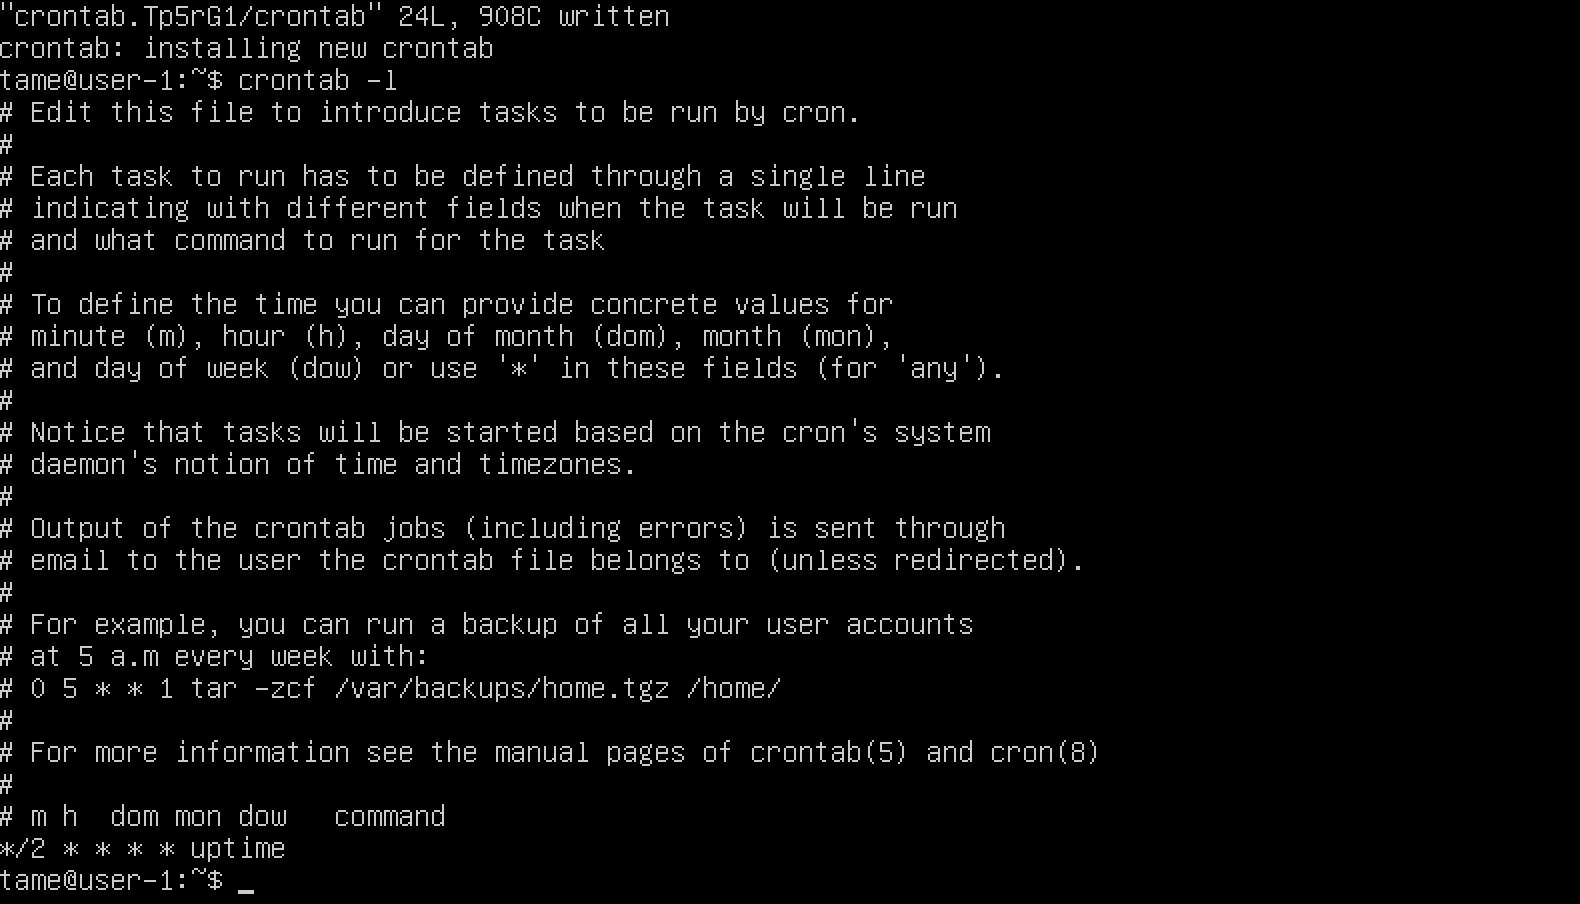 "crontab.Tp5rG1/crontab" 24L, 908C written
crontab: installing new crontab
tame@user-1:~$ crontab -l
# Edit this file to introduce tasks to be run by cron.
#
# Each task to run has to be defined through a single line
# indicating with different fields when the task will be run
# and what command to run for the task
#
# To define the time you can provide concrete values for
# minute (m), hour (h), day of month (dom), month (mon),
# and day of week (dow) or use '*' in these fields (for 'any').
#
# Notice that tasks will be started based on the cron's system
# daemon's notion of time and timezones.
#
# Output of the crontab jobs (including errors) is sent through
# email to the user the crontab file belongs to (unless redirected).
#
# For example, you can run a backup of all your user accounts
# at 5 a.m every week with:
# 0 5 * * 1 tar -zcf /var/backups/home.tgz /home/
#
# For more information see the manual pages of crontab(5) and cron(8)
#
# m h  dom mon dow   command
*/2 * * * * uptime
tame@user-1:~$ _